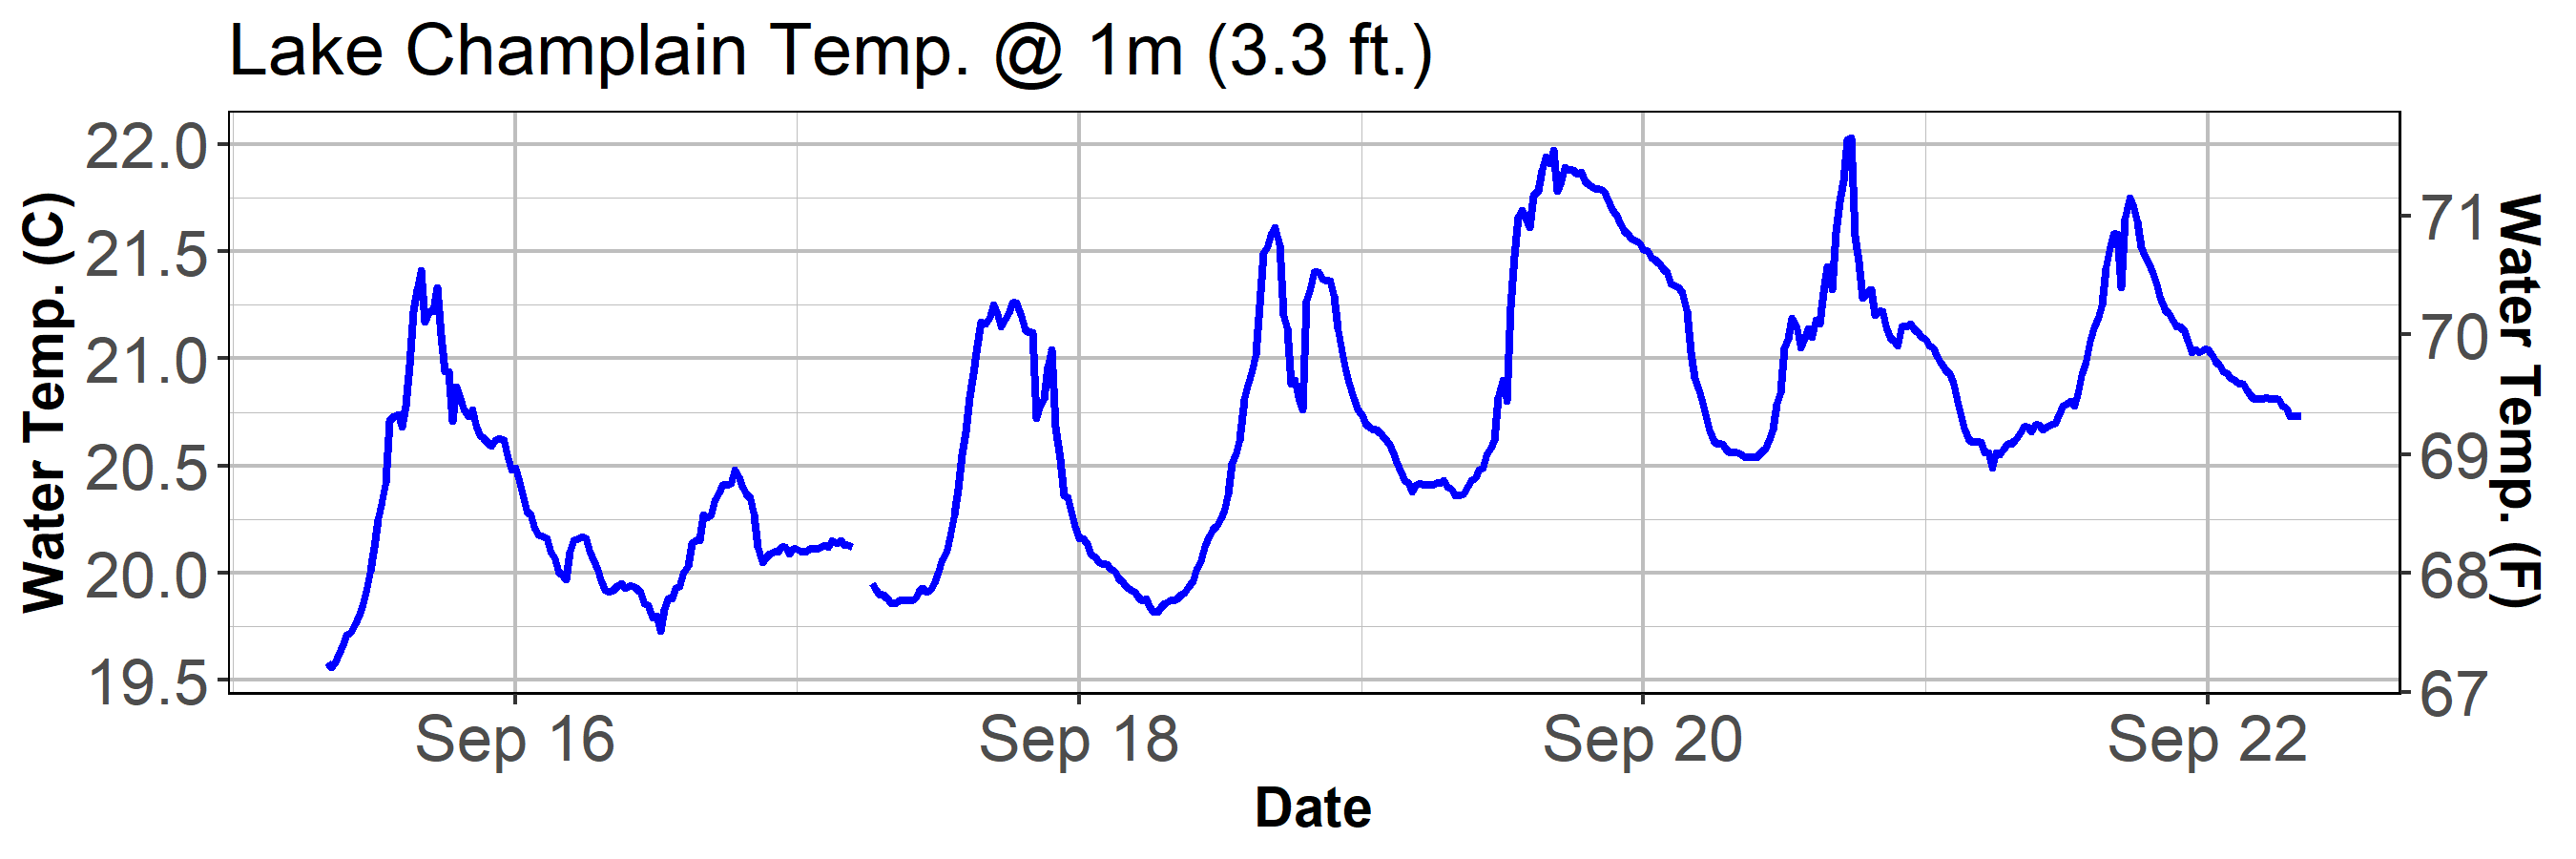 Lake Champlain Temp. @ 1m (3.3 ft.)
Water Temp. (C)
22.0
21.5
21.0
20.5
20.0
19.5
71
70
69
68
67
Water Temp. (F)
Sep 16 Sep 18 Sep 20 Sep 22
Date